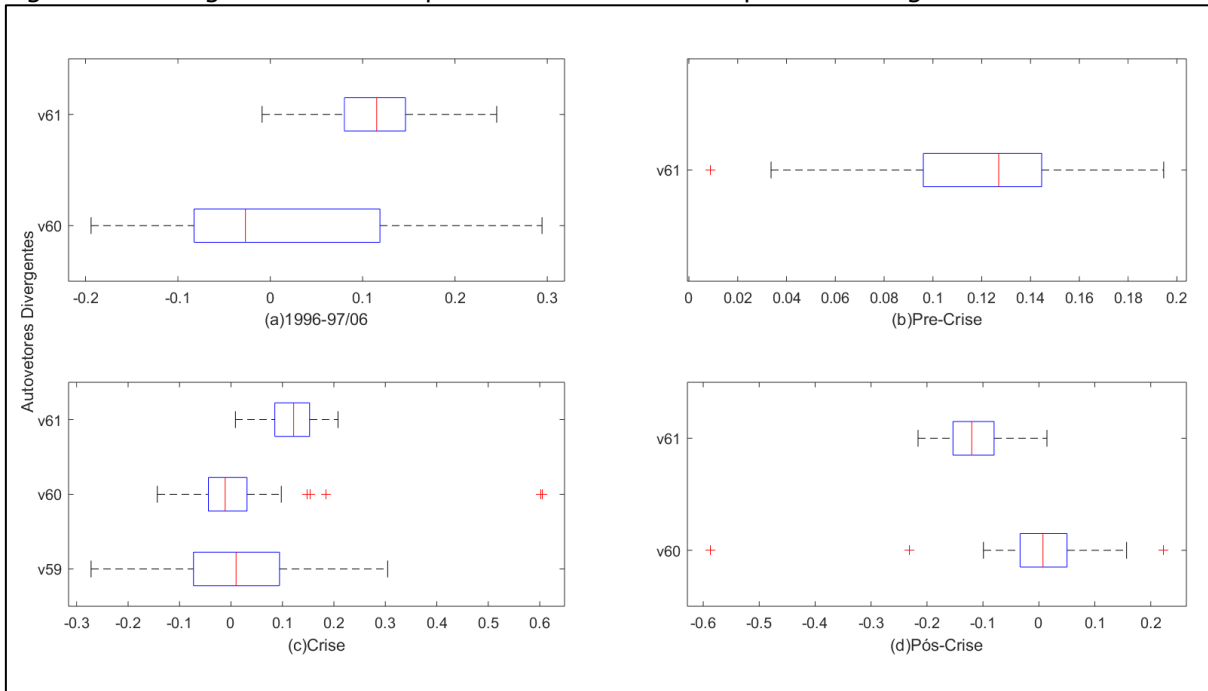 Autovetores Divergentes
v61
v60
-0.2 -0.1 0 0.1 0.2 0.3
(a)1996-97/06
v61
0 0.02 0.04 0.06 0.08 0.1 0.12 0.14 0.16 0.18 0.2
(b)Pre-Crise
v61
v60
v59
-0.3 -0.2 -0.1 0 0.1 0.2 0.3 0.4 0.5 0.6
(c)Crise
v61
v60
-0.6 -0.5 -0.4 -0.3 -0.2 -0.1 0 0.1 0.2
(d)Pós-Crise